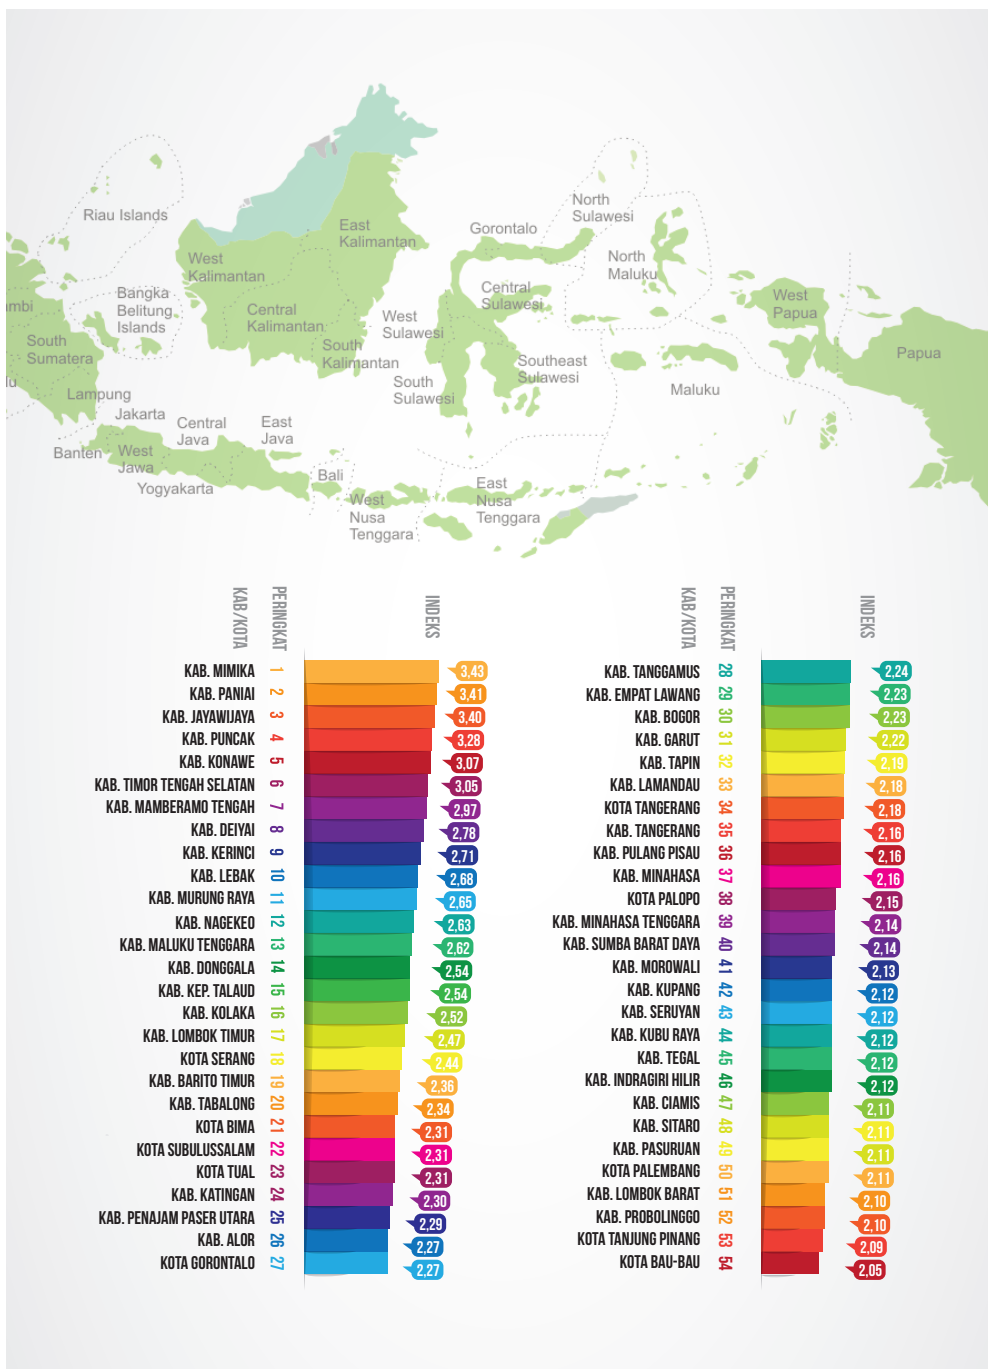 Riau Islands
East
Kalimantan
West
Kalimantan
Central
Kalimantan
South
Kalimantan
Gorontalo
North
Sulawesi
North
Maluku
Central
Sulawesi
West
Sulawesi
South
Sulawesi
Southeast
Sulawesi
West
Papua
Papua
Maluku
Bangka
Belitung
Islands
mbi
South
Sumatera
lu
Lampung
Jakarta
Central
Java
East
Java
Banten
West
Jawa
Yogyakarta
Bali
West
Nusa
Tenggara
East
Nusa
Tenggara
KAB/KOTA PERINGKAT INDEKS
KAB. MIMIKA 1 3,43
KAB. PANIAI 2 3,41
KAB. JAYAWIJAYA 3 3,40
KAB. PUNCAK 4 3,28
KAB. KONAWE 5 3,07
KAB. TIMOR TENGAH SELATAN 6 3,05
KAB. MAMBERAMO TENGAH 7 2,97
KAB. DEIYAI 8 2,78
KAB. KERINCI 9 2,71
KAB. LEBAK 10 2,68
KAB. MURUNG RAYA 11 2,65
KAB. NAGEKEO 12 2,63
KAB. MALUKU TENGGARA 13 2,62
KAB. DONGGALA 14 2,54
KAB. KEP. TALAUD 15 2,54
KAB. KOLAKA 16 2,52
KAB. LOMBOK TIMUR 17 2,47
KOTA SERANG 18 2,44
KAB. BARITO TIMUR 19 2,36
KAB. TABALONG 20 2,34
KOTA BIMA 21 2,31
KOTA SUBULUSSALAM 22 2,31
KOTA TUAL 23 2,31
KAB. KATINGAN 24 2,30
KAB. PENAJAM PASER UTARA 25 2,29
KAB. ALOR 26 2,27
KOTA GORONTALO 27 2,27
KAB/KOTA PERINGKAT INDEKS
KAB. TANGGAMUS 28 2,24
KAB. EMPAT LAWANG 29 2,23
KAB. BOGOR 30 2,23
KAB. GARUT 31 2,22
KAB. TAPIN 32 2,19
KAB. LAMANDAU 33 2,18
KOTA TANGERANG 34 2,18
KAB. TANGERANG 35 2,16
KAB. PULANG PISAU 36 2,16
KAB. MINAHASA 37 2,16
KOTA PALOPO 38 2,15
KAB. MINAHASA TENGGARA 39 2,14
KAB. SUMBA BARAT DAYA 40 2,14
KAB. MOROWALI 41 2,13
KAB. KUPANG 42 2,12
KAB. SERUYAN 43 2,12
KAB. KUBU RAYA 44 2,12
KAB. TEGAL 45 2,12
KAB. INDRAGIRI HILIR 46 2,12
KAB. CIAMIS 47 2,11
KAB. SITARO 48 2,11
KAB. PASURUAN 49 2,11
KOTA PALEMBANG 50 2,11
KAB. LOMBOK BARAT 51 2,10
KAB. PROBOLINGGO 52 2,10
KOTA TANJUNG PINANG 53 2,09
KOTA BAU-BAU 54 2,05